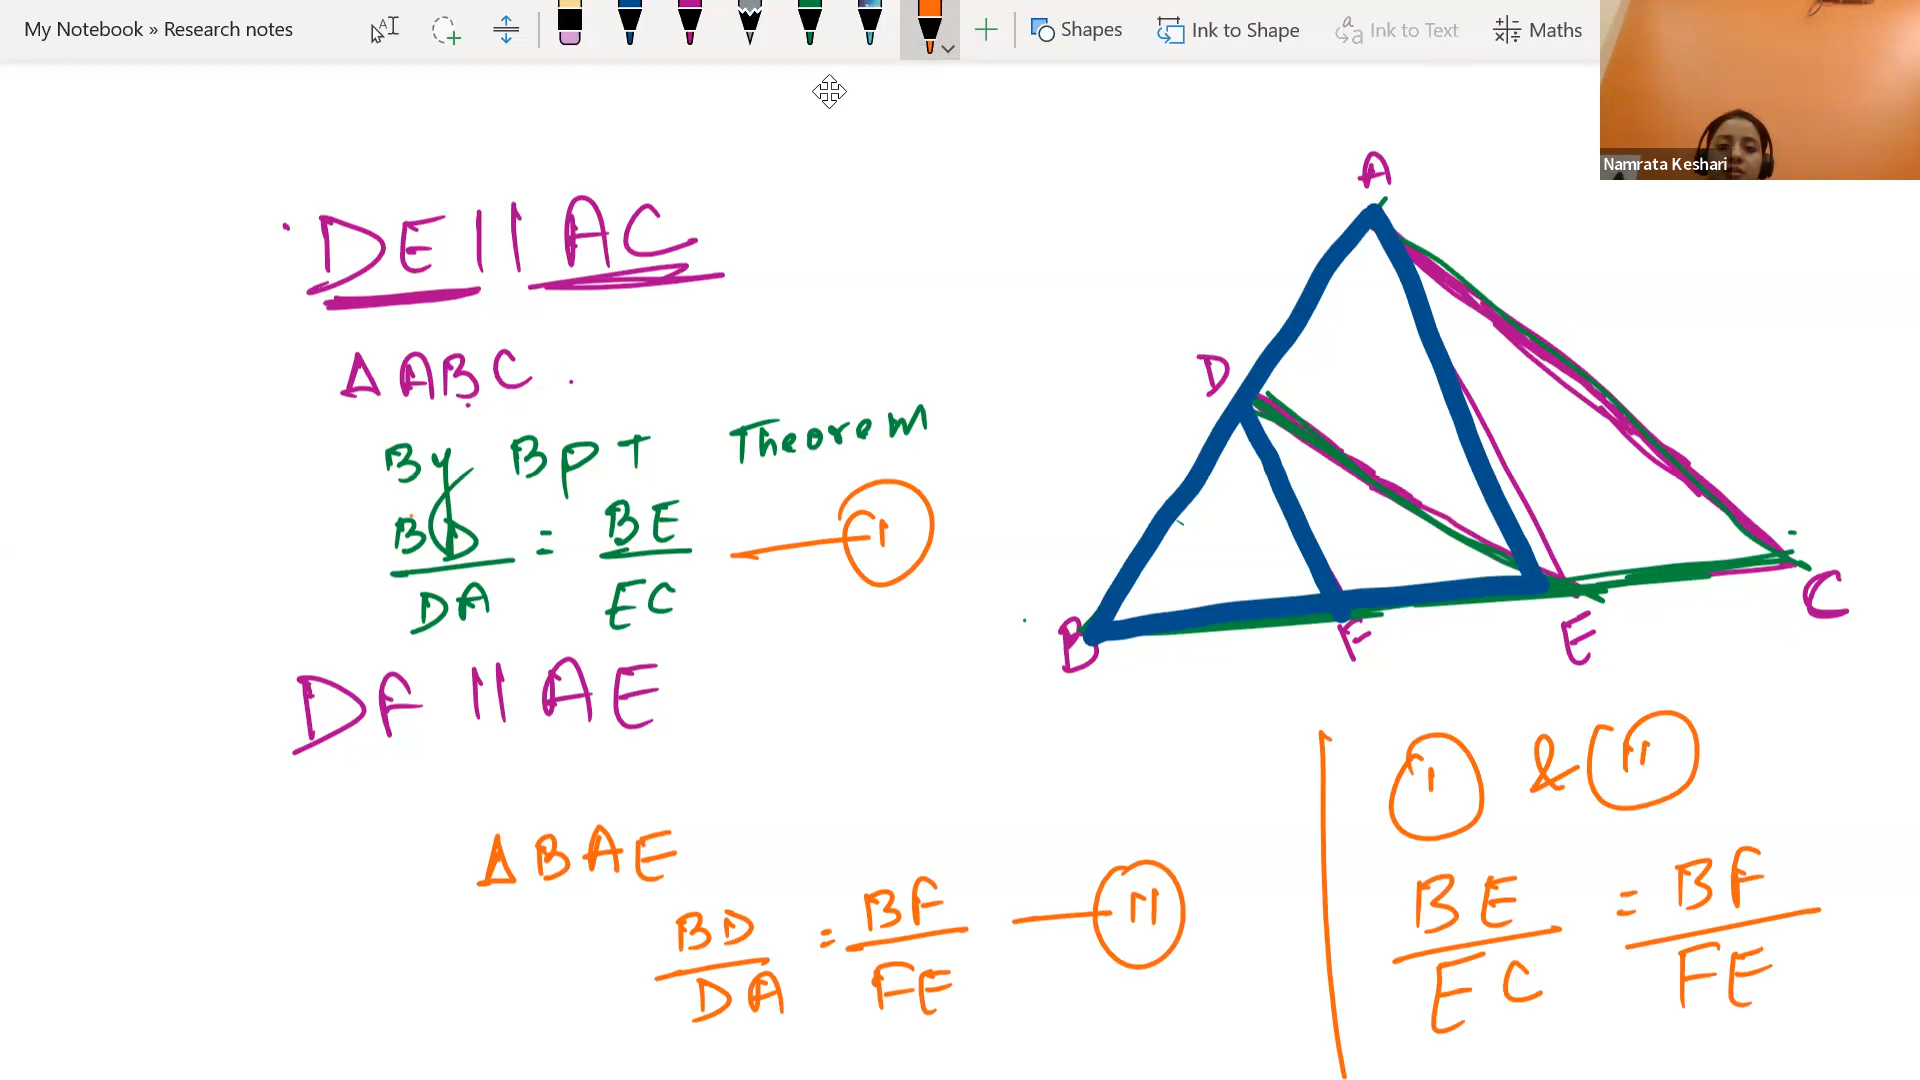 My Notebook » Research notes
Shapes
Ink to Shape
Ink to Text
Maths
Namrata Keshari
DE || AC
Δ ABC .
By BPT Theorem
BD/DA = BE/EC ― I
DF || AE
Δ BAE
BD/DA = BF/FE ― II
A
D
B
F
E
C
I & II
BE/EC = BF/FE